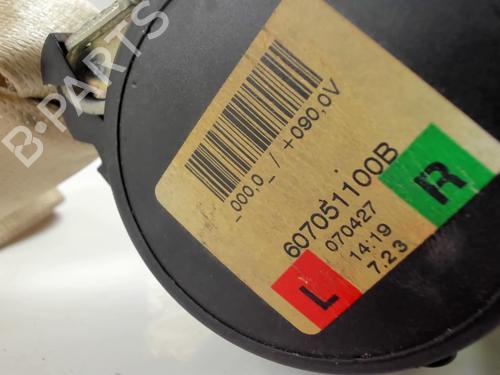 B-PARTS
_000,0_ / +090,0V
607051100B
070427
14:19
7.23
L
R